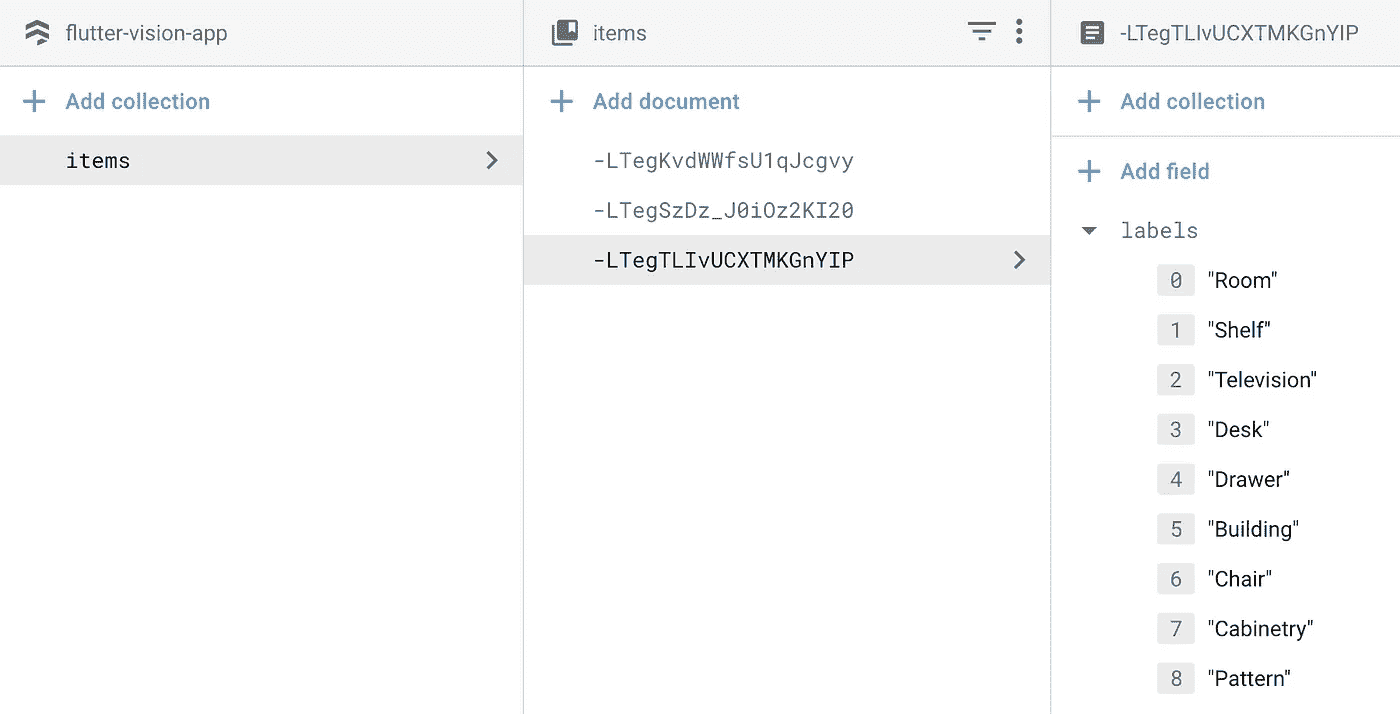 flutter-vision-app
Add collection
items
items
Add document
-LTegKvdWWfsU1qJcgvy
-LTegSzDz_J0iOz2KI20
-LTegTLIvUCXTMKGnYIP
-LTegTLIvUCXTMKGnYIP
Add collection
Add field
labels
0 "Room"
1 "Shelf"
2 "Television"
3 "Desk"
4 "Drawer"
5 "Building"
6 "Chair"
7 "Cabinetry"
8 "Pattern"